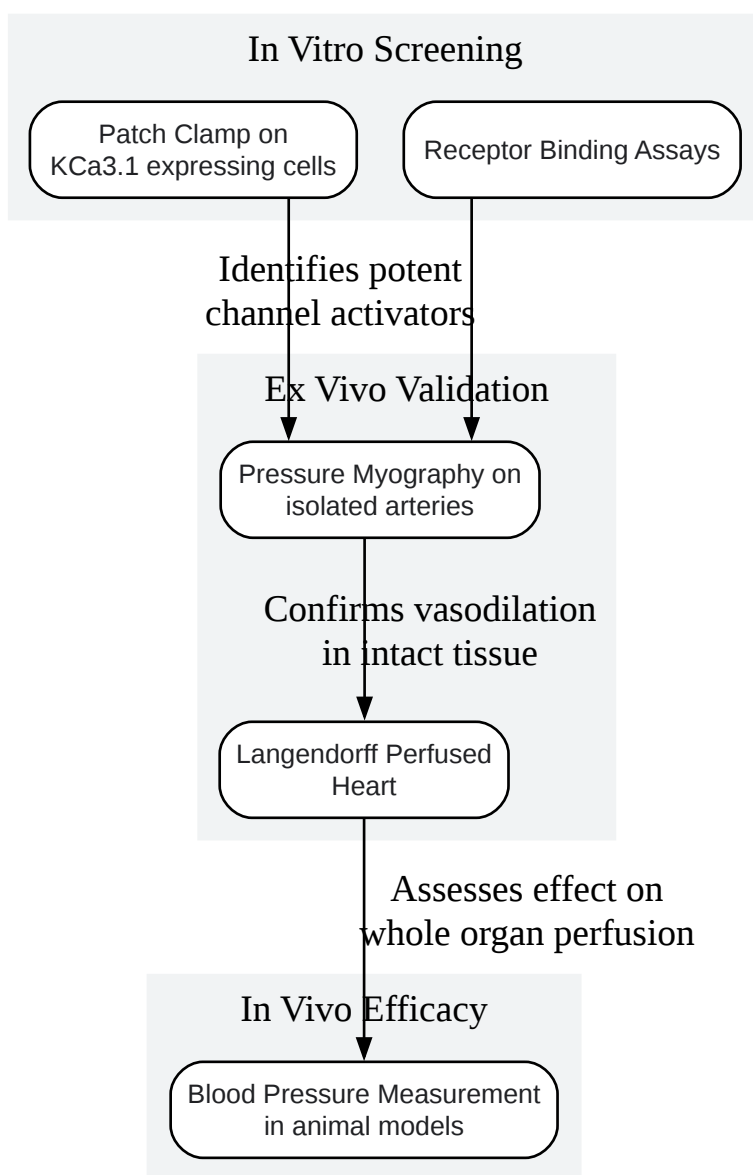 In Vitro Screening
Patch Clamp on
KCa3.1 expressing cells
Receptor Binding Assays
Identifies potent
channel activators
Ex Vivo Validation
Pressure Myography on
isolated arteries
Confirms vasodilation
in intact tissue
Langendorff Perfused
Heart
Assesses effect on
whole organ perfusion
In Vivo Efficacy
Blood Pressure Measurement
in animal models